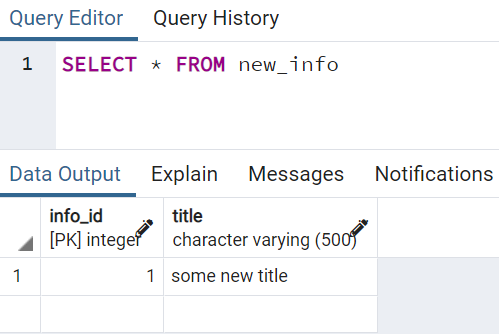 Query Editor Query History
1 SELECT * FROM new_info
Data Output Explain Messages Notifications
info_id title
[PK] integer character varying (500)
1 1 some new title